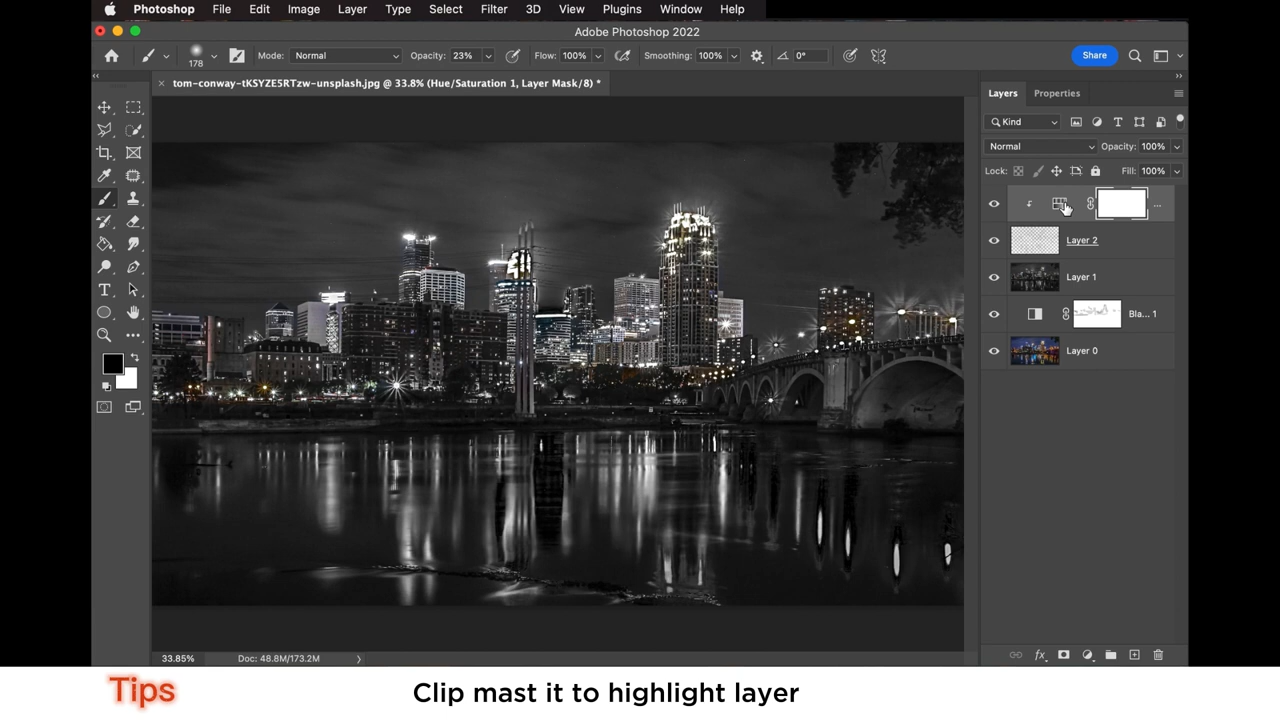 Photoshop File Edit Image Layer Type Select Filter 3D View Plugins Window Help
Adobe Photoshop 2022
178 Mode: Normal Opacity: 23% Flow: 100% Smoothing: 100% 0° Share
× tom-conway-tKSYZE5RTzw-unsplash.jpg @ 33.8% (Hue/Saturation 1, Layer Mask/8) *
Layers Properties
Kind
Normal Opacity: 100%
Lock: Fill: 100%
...
Layer 2
Layer 1
Bla... 1
Layer 0
33.85% Doc: 48.8M/173.2M
Tips Clip mast it to highlight layer